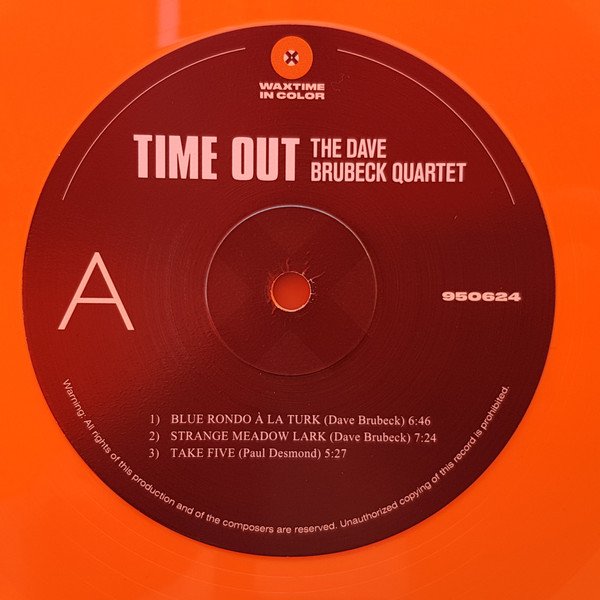 WAXTIME
IN COLOR
TIME OUT THE DAVE
BRUBECK QUARTET
A
950624
1) BLUE RONDO À LA TURK (Dave Brubeck) 6:46
2) STRANGE MEADOW LARK (Dave Brubeck) 7:24
3) TAKE FIVE (Paul Desmond) 5:27
Warning: All rights of this production and of the composers are reserved. Unauthorized copying of this record is prohibited.